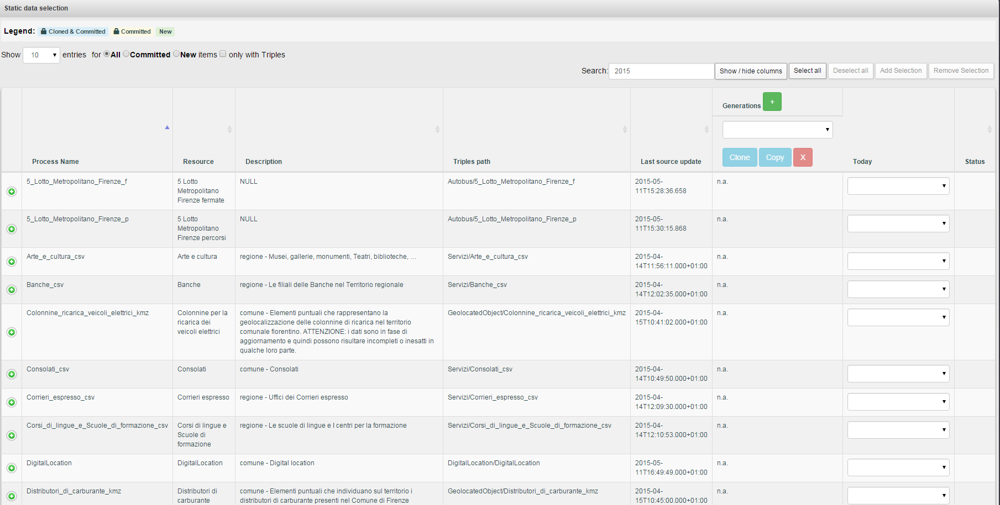 Static data selection
Legend: Cloned & Committed Committed New
Show 10 entries for All Committed New items only with Triples
Search: 2015 Show / hide columns Select all Deselect all Add Selection Remove Selection
Generations +
Clone Copy X
Process Name Resource Description Triples path Last source update Today Status
5_Lotto_Metropolitano_Firenze_f 5 Lotto NULL Autobus/5_Lotto_Metropolitano_Firenze_f 2015-05- n.a.
Metropolitano 11T15:28:36.658
Firenze fermate
5_Lotto_Metropolitano_Firenze_p 5 Lotto NULL Autobus/5_Lotto_Metropolitano_Firenze_p 2015-05- n.a.
Metropolitano 11T15:30:15.868
Firenze percorsi
Arte_e_cultura_csv Arte e cultura regione - Musei, gallerie, monumenti, Teatri, biblioteche, ... Servizi/Arte_e_cultura_csv 2015-04- n.a.
14T11:56:11.000+01:00
Banche_csv Banche regione - Le filiali delle Banche nel Territorio regionale Servizi/Banche_csv 2015-04- n.a.
14T12:02:35.000+01:00
Colonnine_ricarica_veicoli_elettrici_kmz Colonnine per la comune - Elementi puntuali che rappresentano la GeolocatedObject/Colonnine_ricarica_veicoli_elettrici_kmz 2015-04- n.a.
ricarica dei geolocalizzazione delle colonnine di ricarica nel territorio 15T10:41:02.000+01:00
veicoli elettrici comunale fiorentino. ATTENZIONE: i dati sono in fase di
aggiornamento e quindi possono risultare incompleti o inesatti in
qualche loro parte.
Consolati_csv Consolati comune - Consolati Servizi/Consolati_csv 2015-04- n.a.
14T10:49:50.000+01:00
Corrieri_espresso_csv Corrieri espresso regione - Uffici dei Corrieri espresso Servizi/Corrieri_espresso_csv 2015-04- n.a.
14T12:09:30.000+01:00
Corsi_di_lingue_e_Scuole_di_formazione_csv Corsi di lingue e regione - Le scuole di lingue e I centri per la formazione Servizi/Corsi_di_lingue_e_Scuole_di_formazione_csv 2015-04- n.a.
Scuole di 14T12:10:53.000+01:00
formazione
DigitalLocation DigitalLocation comune - Digital location DigitalLocation/DigitalLocation 2015-05- n.a.
11T16:49:49.000+01:00
Distributori_di_carburante_kmz Distributori di comune - Elementi puntuali che individuano sul territorio i GeolocatedObject/Distributori_di_carburante_kmz 2015-04- n.a.
carburante distributori di carburante presenti nel Comune di Firenze 15T10:45:00.000+01:00